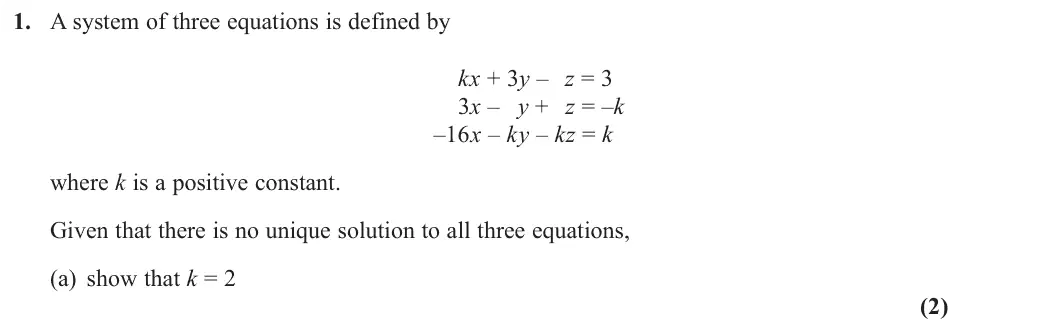 1. A system of three equations is defined by
kx + 3y – z = 3
3x – y + z = –k
–16x – ky – kz = k
where k is a positive constant.
Given that there is no unique solution to all three equations,
(a) show that k = 2
(2)